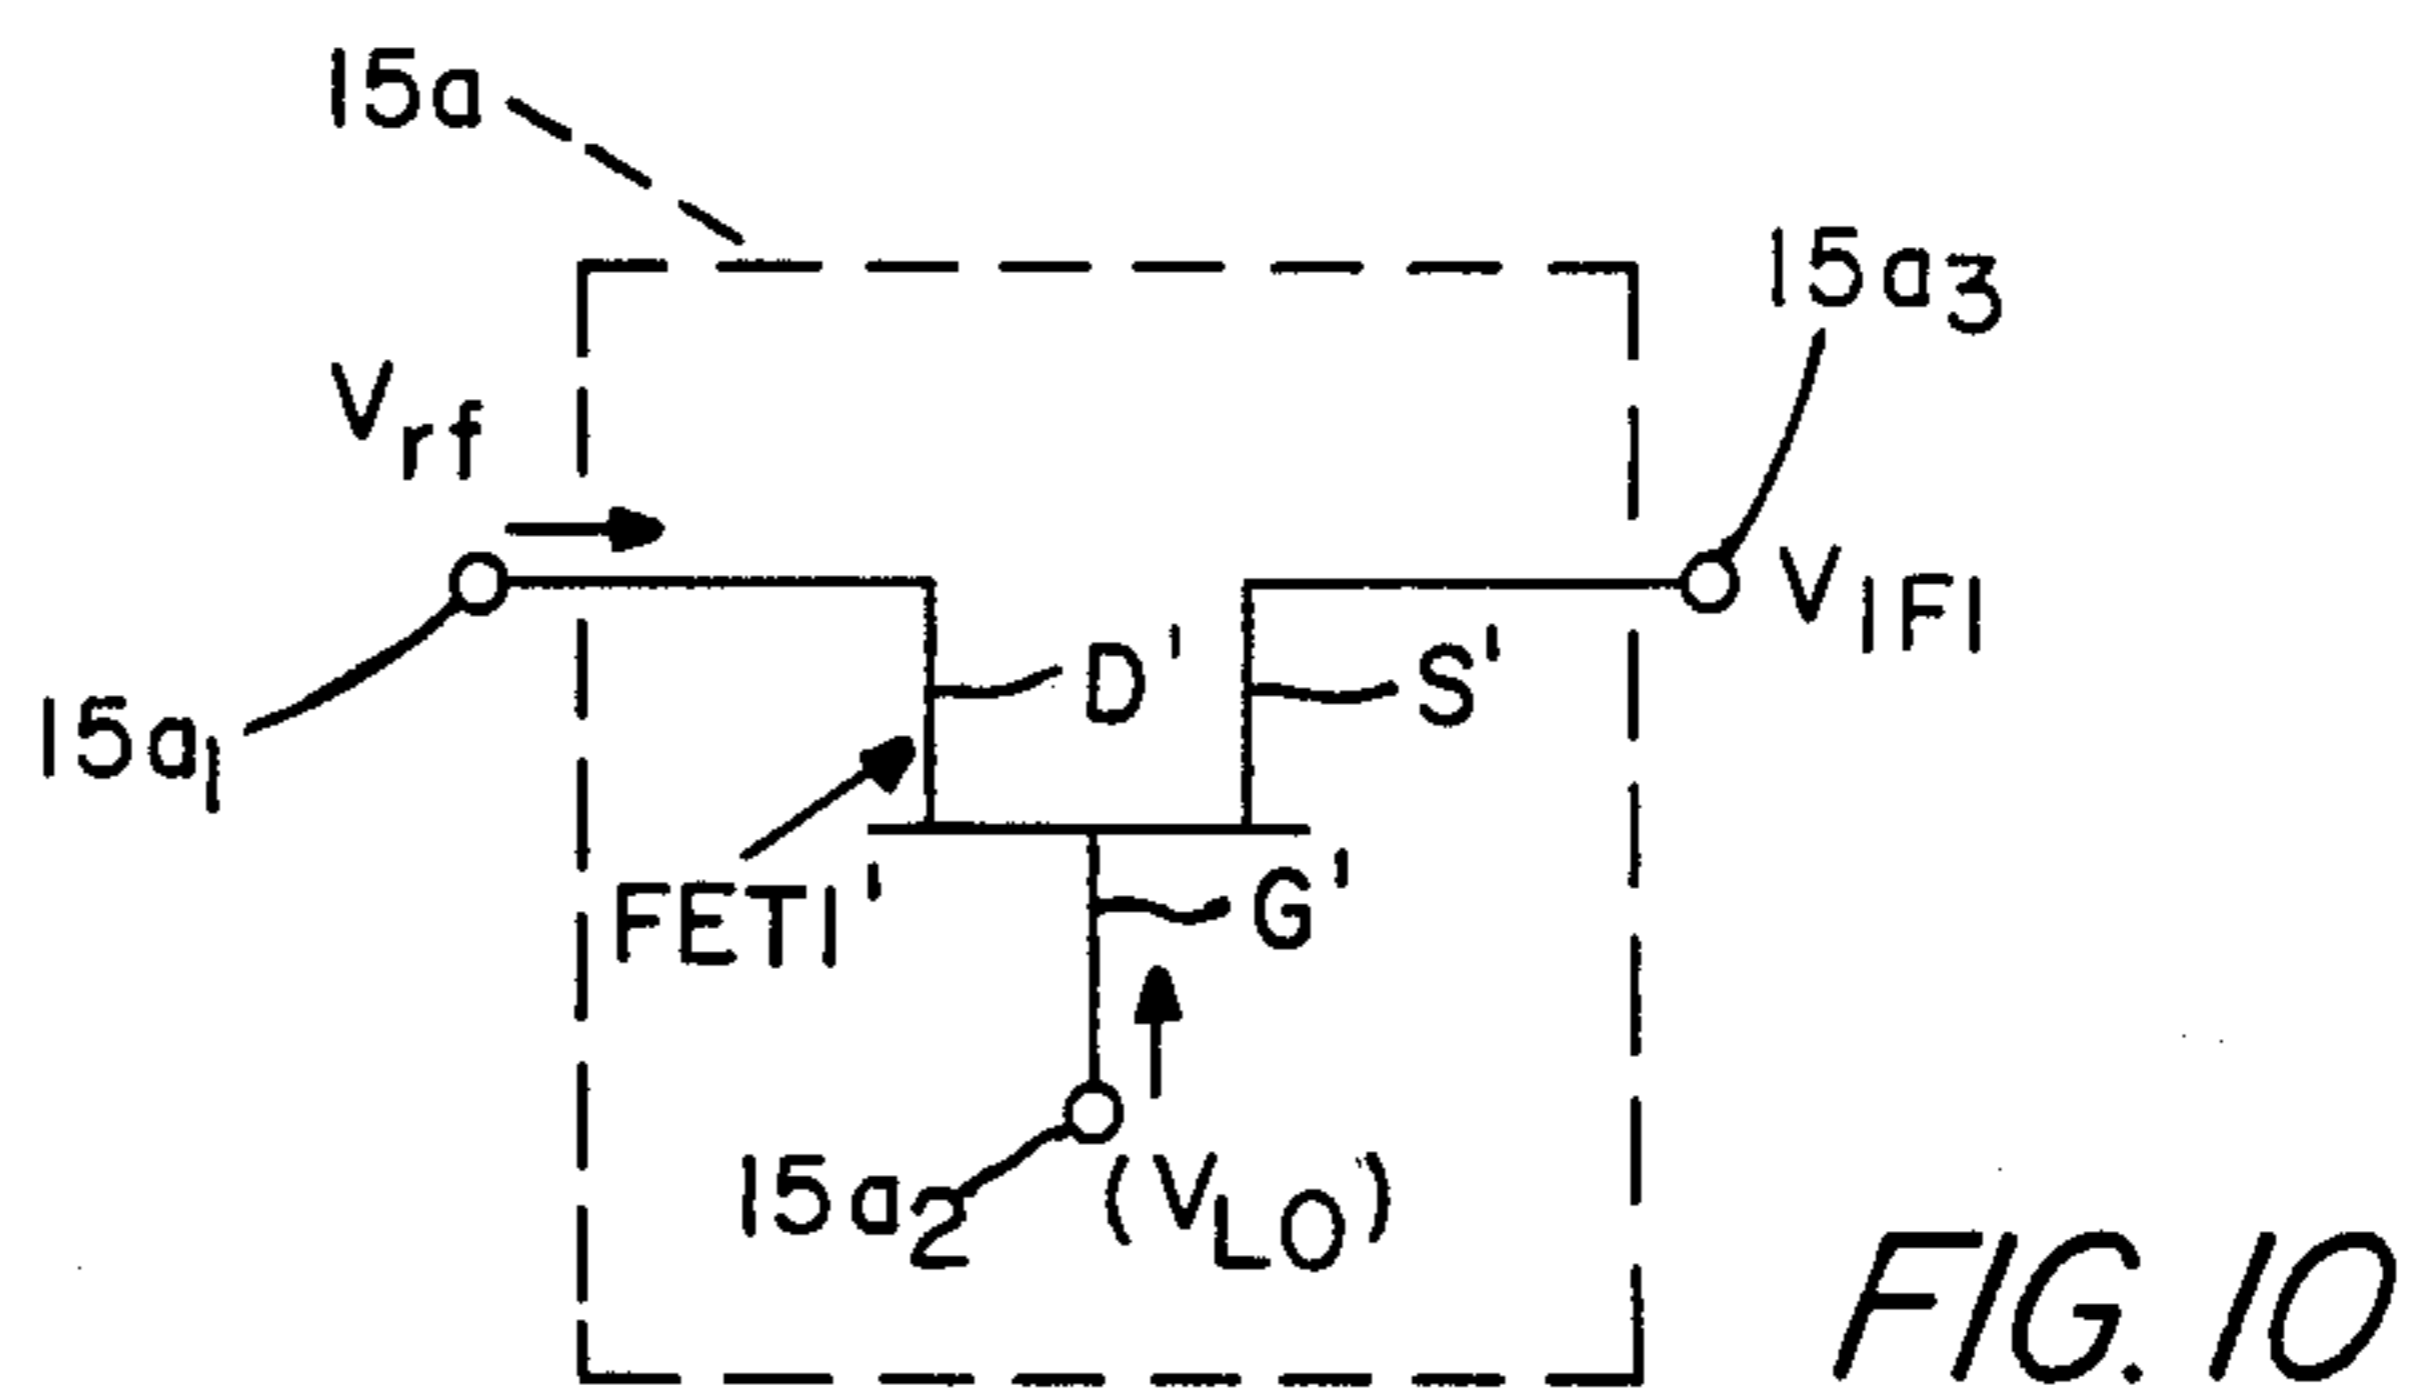 15a
15a3
Vrf
VIF1
D'
S'
15a1
FET1'
G'
15a2
(VLO)
FIG. 10